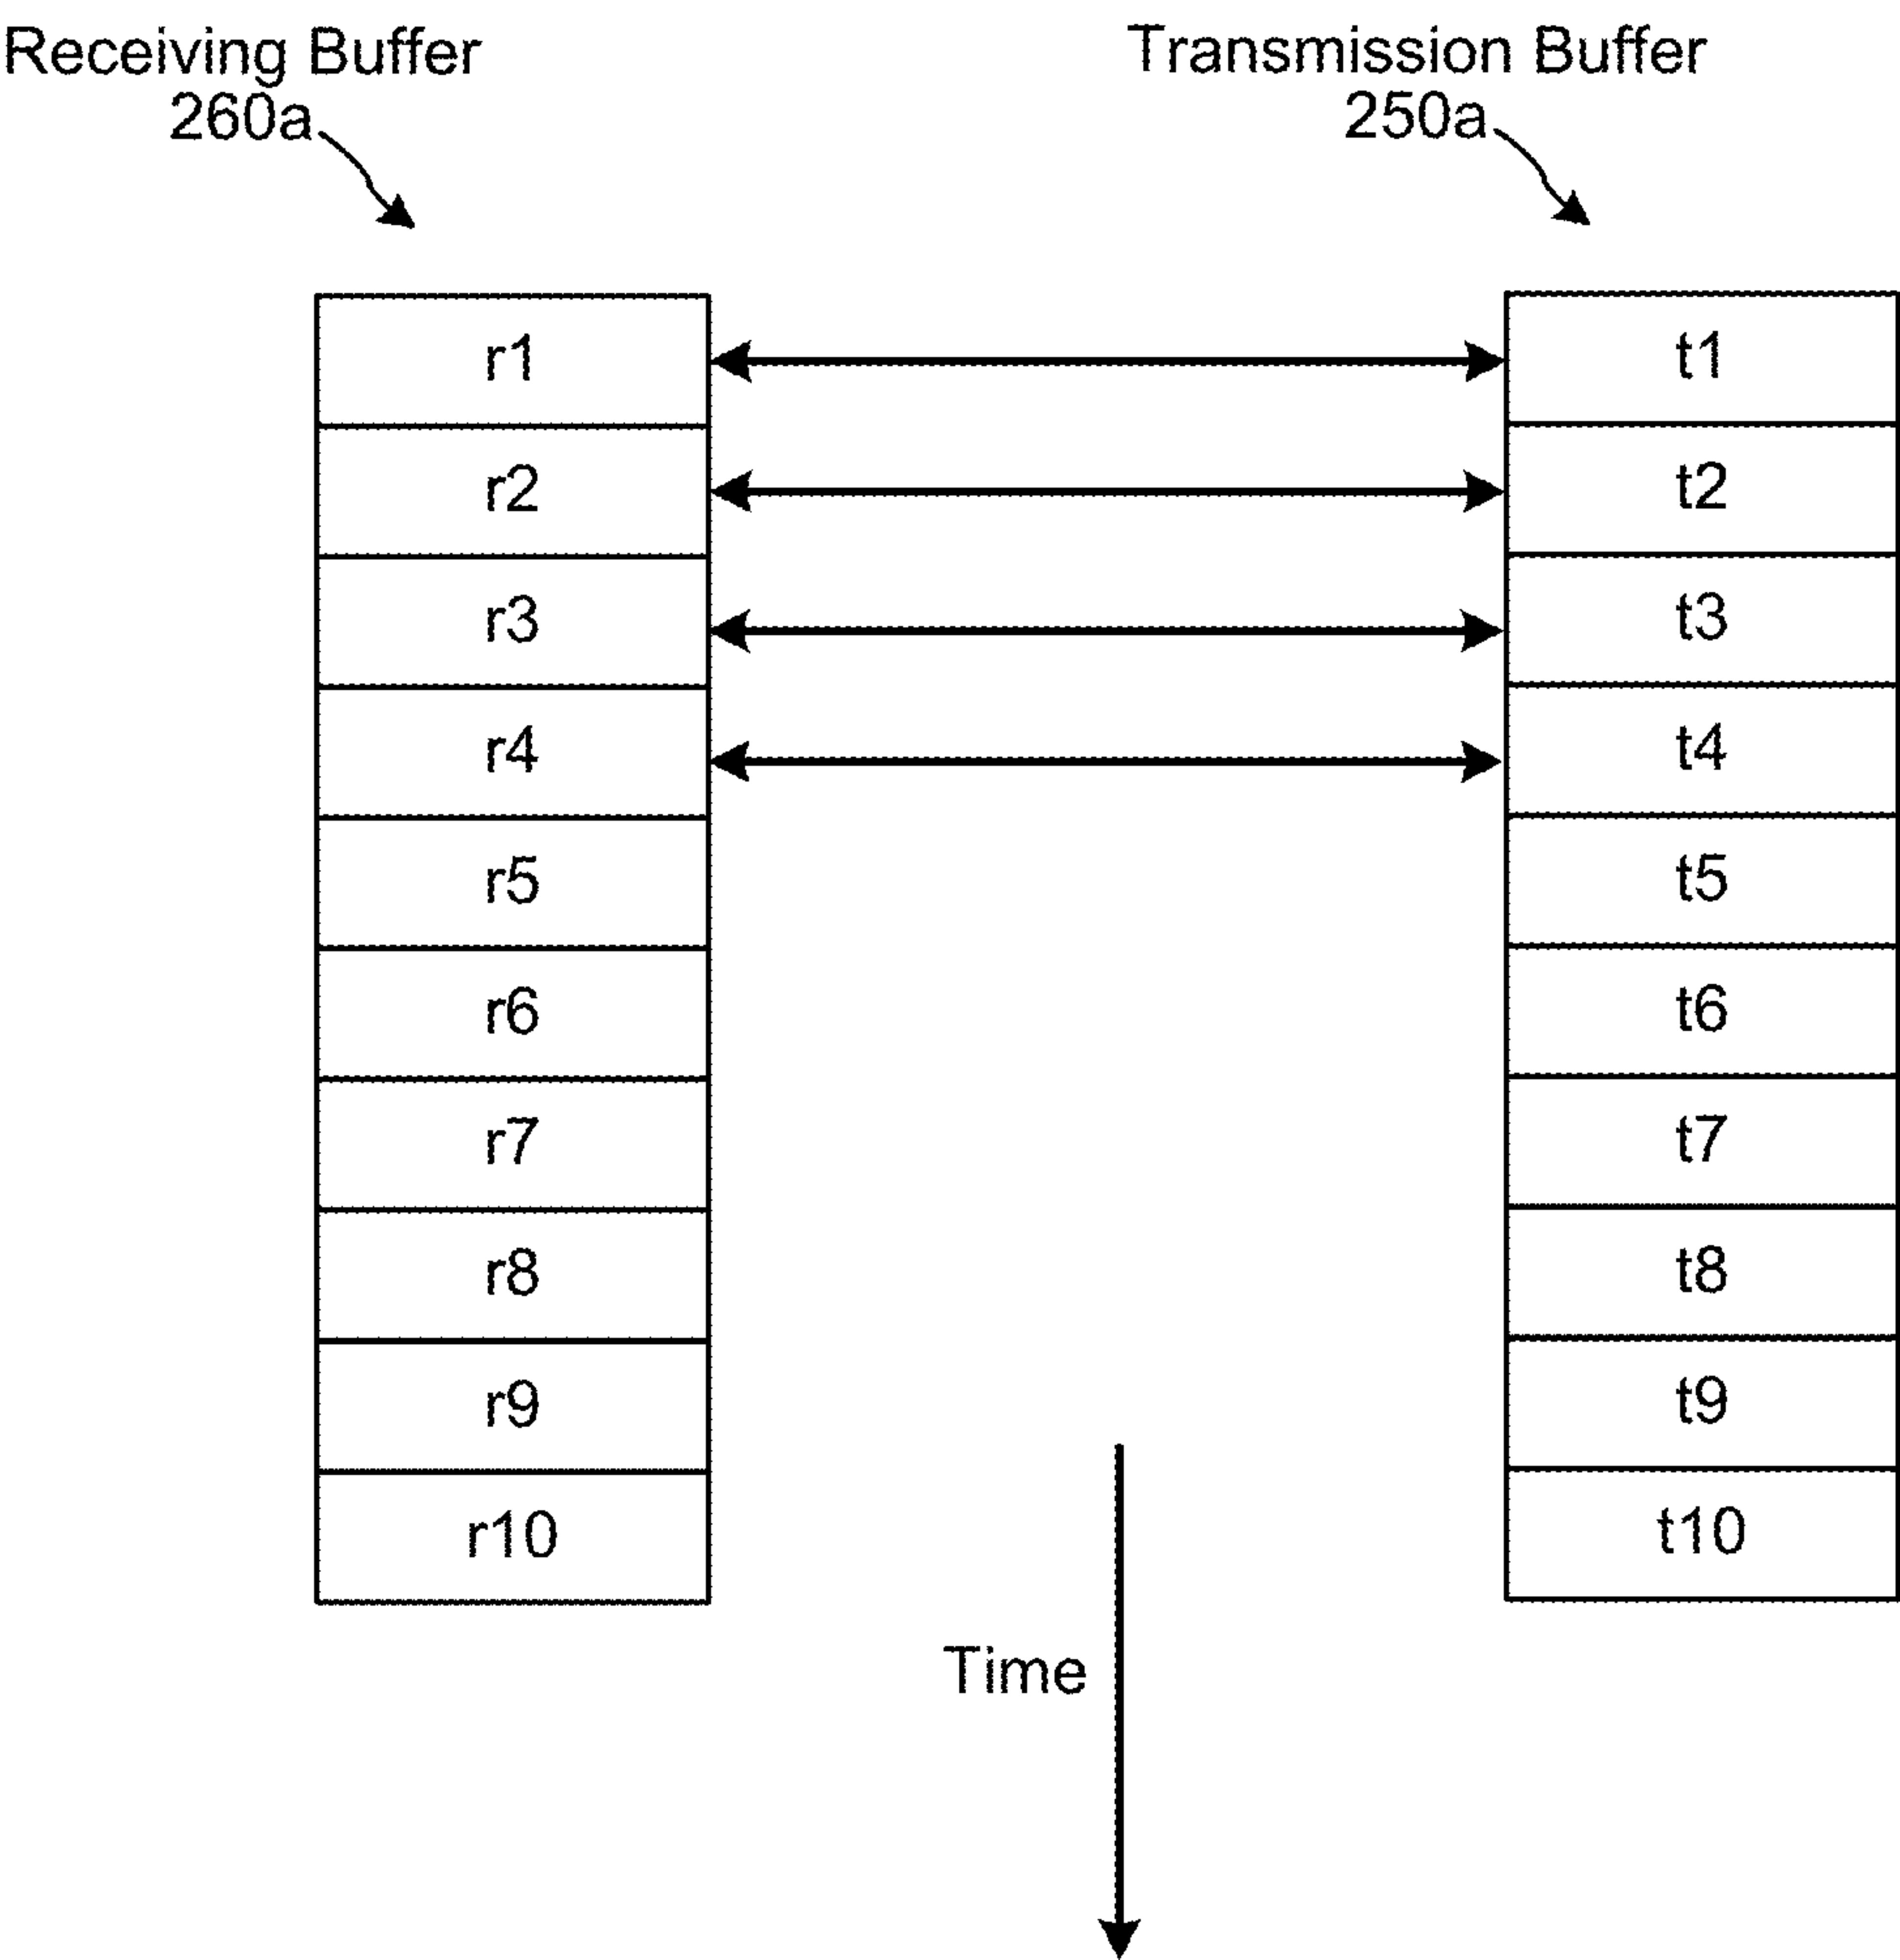 Receiving Buffer
260a
Transmission Buffer
250a
r1
t1
r2
t2
r3
t3
r4
t4
r5
t5
r6
t6
r7
t7
r8
t8
r9
t9
r10
t10
Time